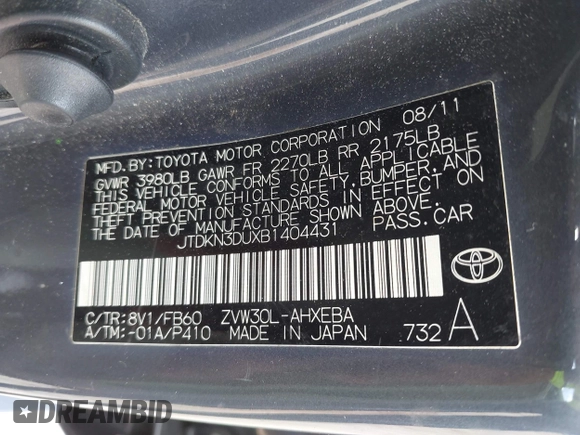 MFD.BY:TOYOTA MOTOR CORPORATION 08/11
GVWR 3980LB GAWR FR 2270LB RR 2175LB
THIS VEHICLE CONFORMS TO ALL APPLICABLE
FEDERAL MOTOR VEHICLE SAFETY,BUMPER,AND
THEFT PREVENTION STANDARDS IN EFFECT ON
THE DATE OF MANUFACTURE SHOWN ABOVE.
JTDKN3DUXB1404431 PASS.CAR
C/TR:8V1/FB60 ZVW30L-AHXEBA
A/TM:-01A/P410 MADE IN JAPAN 732 A
DREAMBID